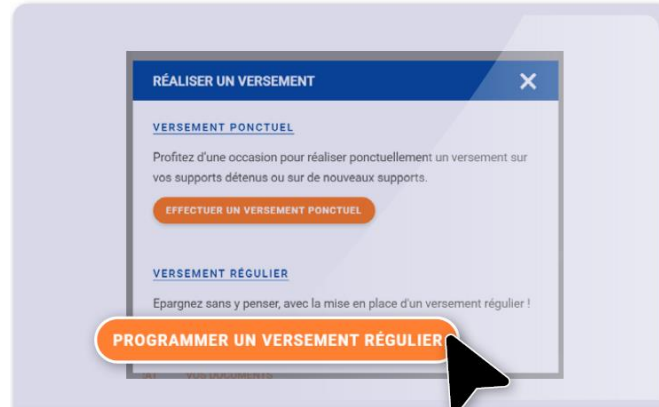 RÉALISER UN VERSEMENT
VERSEMENT PONCTUEL
Profitez d'une occasion pour réaliser ponctuellement un versement sur
vos supports détenus ou sur de nouveaux supports.
EFFECTUER UN VERSEMENT PONCTUEL
VERSEMENT RÉGULIER
Epargnez sans y penser, avec la mise en place d'un versement régulier !
PROGRAMMER UN VERSEMENT RÉGULIER
VOS DOCUMENTS